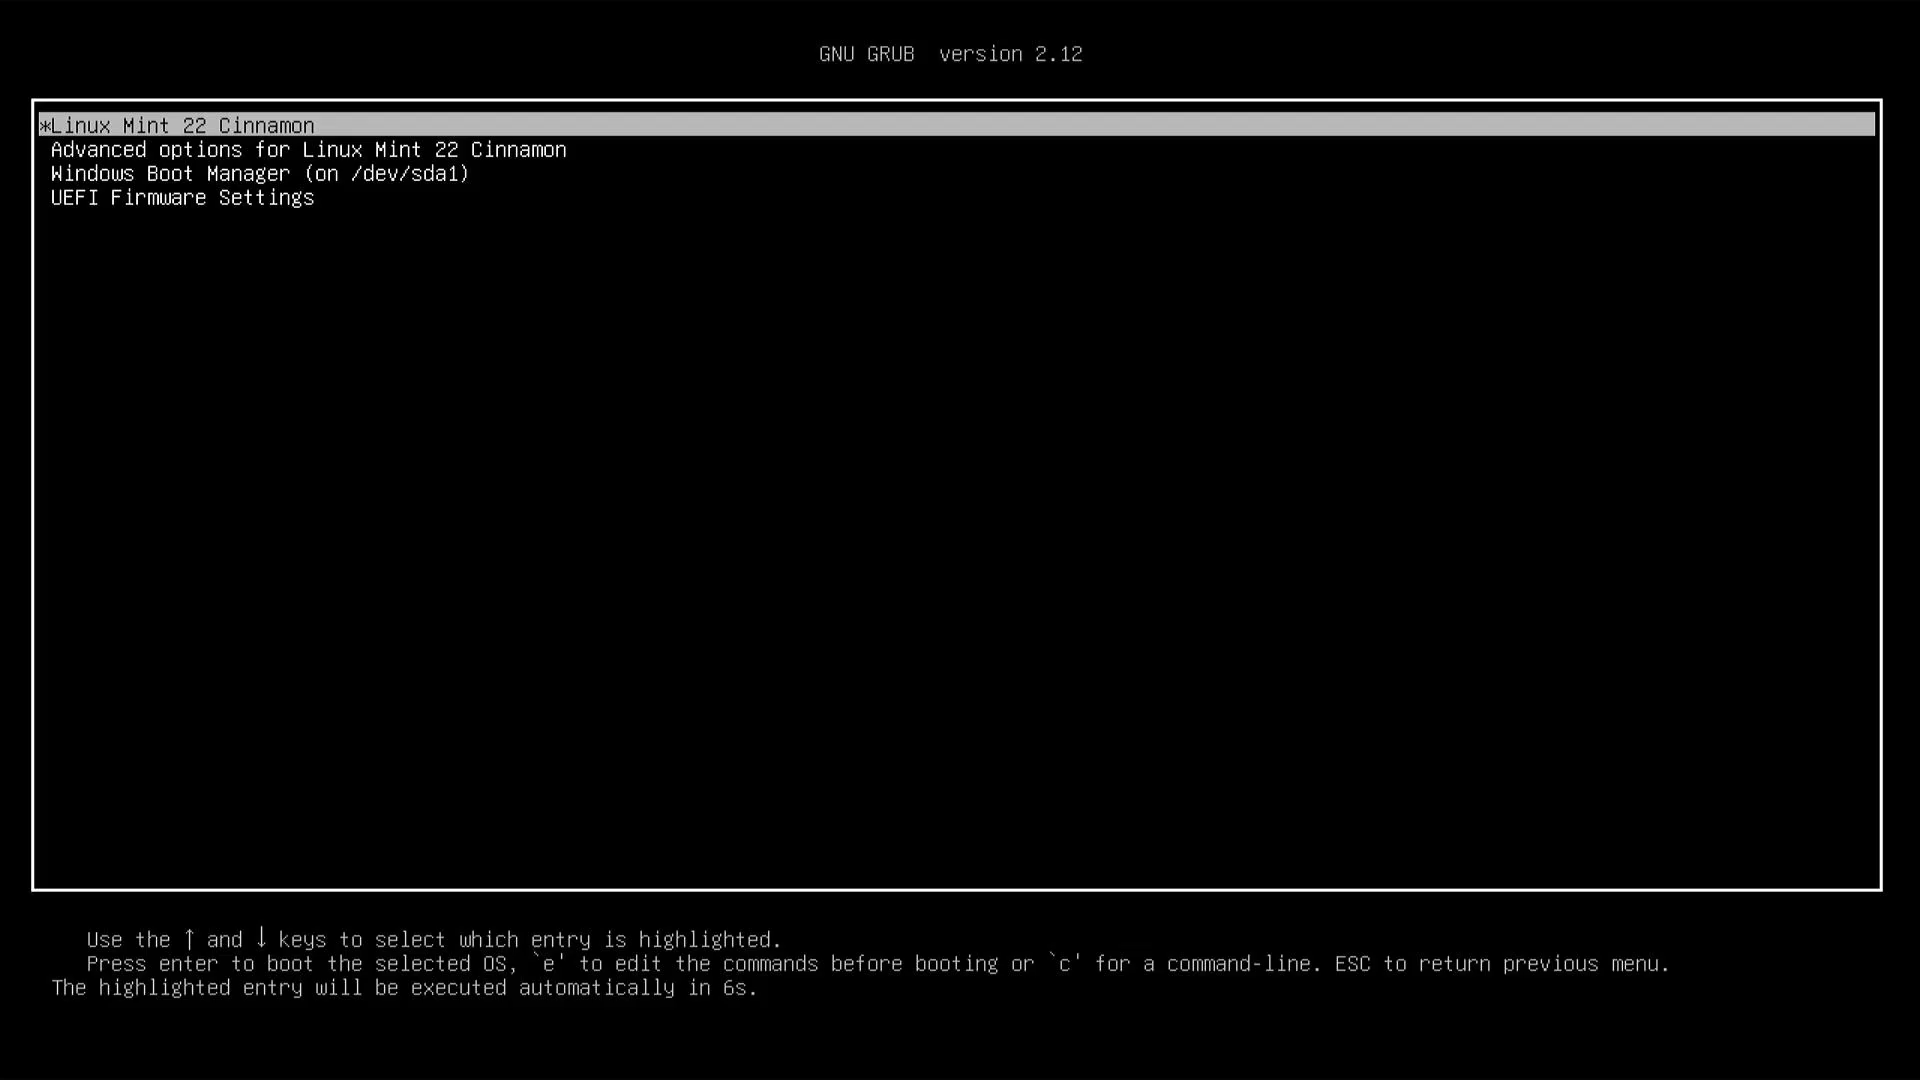 GNU GRUB  version 2.12
*Linux Mint 22 Cinnamon
Advanced options for Linux Mint 22 Cinnamon
Windows Boot Manager (on /dev/sda1)
UEFI Firmware Settings
Use the ↑ and ↓ keys to select which entry is highlighted.
Press enter to boot the selected OS, `e' to edit the commands before booting or `c' for a command-line. ESC to return previous menu.
The highlighted entry will be executed automatically in 6s.